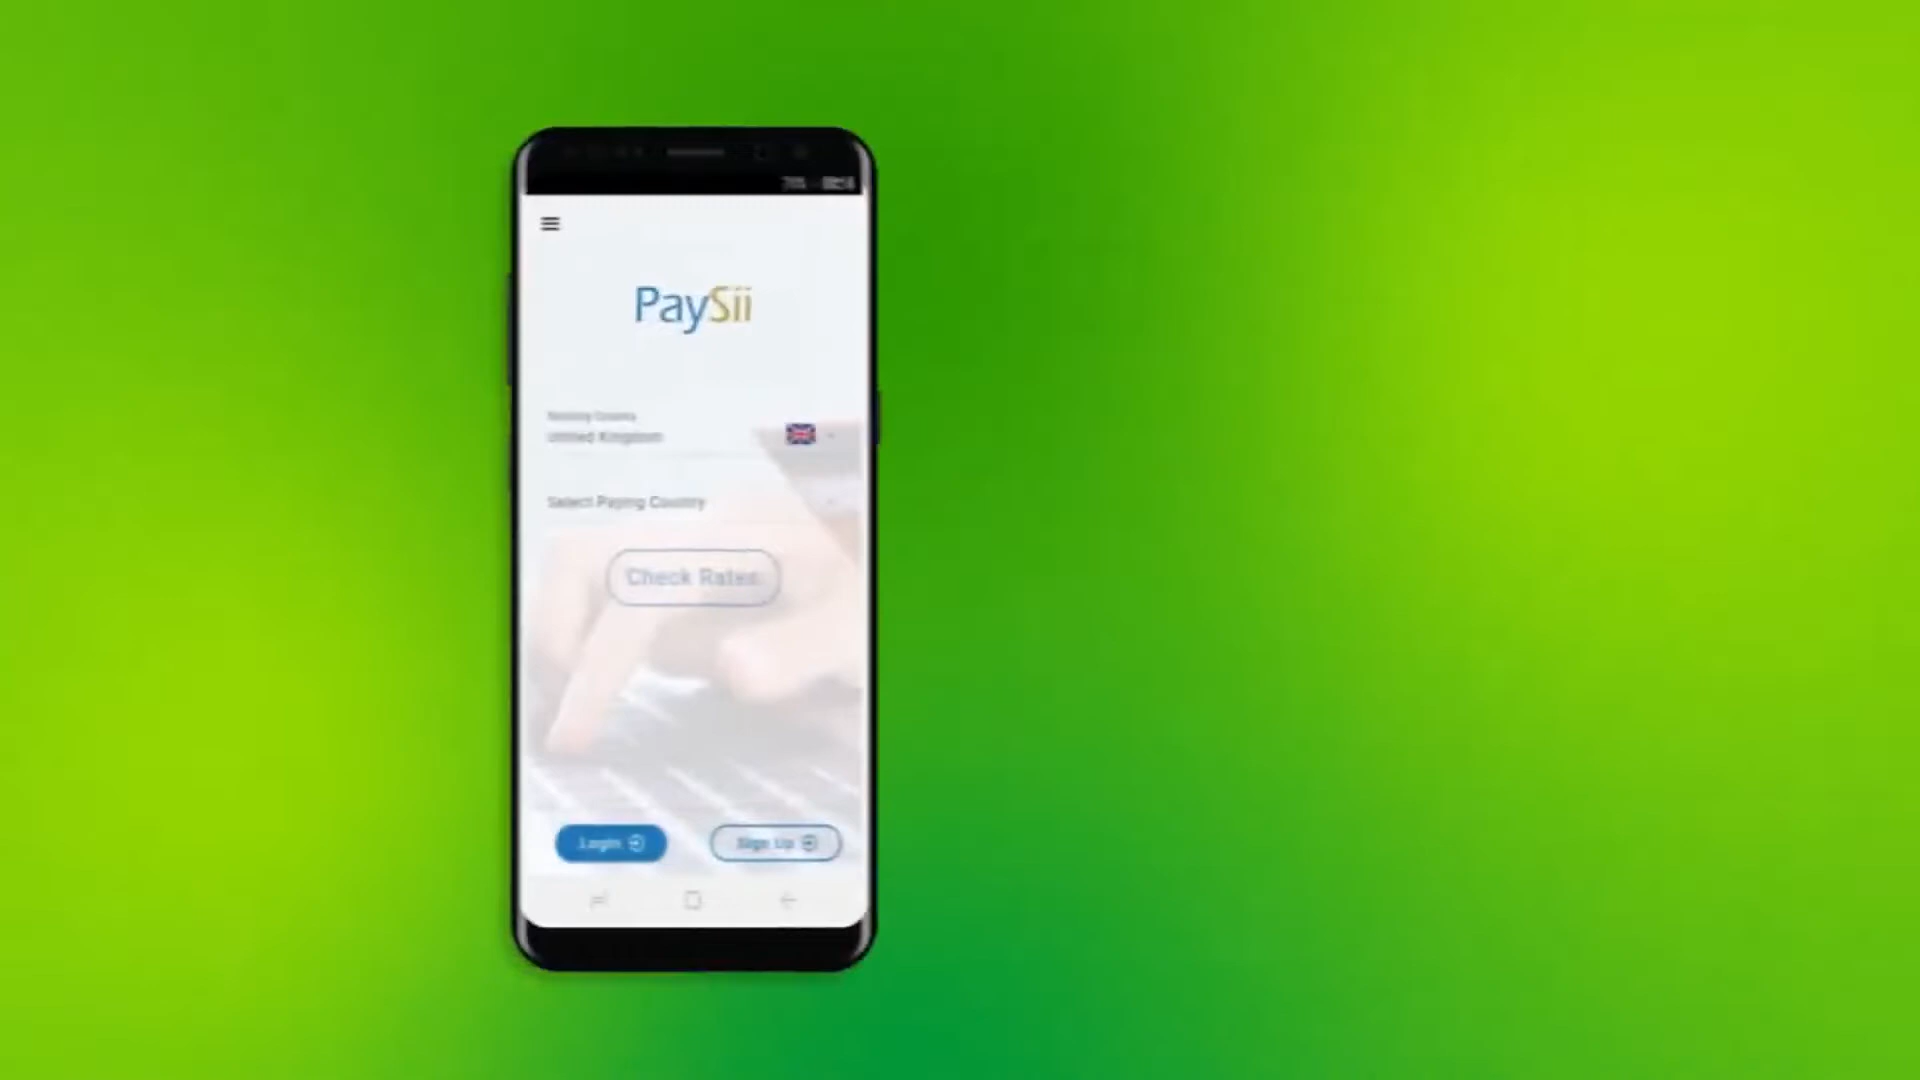 PaySii
Sending Country
United Kingdom
Select Paying Country
Check Rates
Login
Sign Up